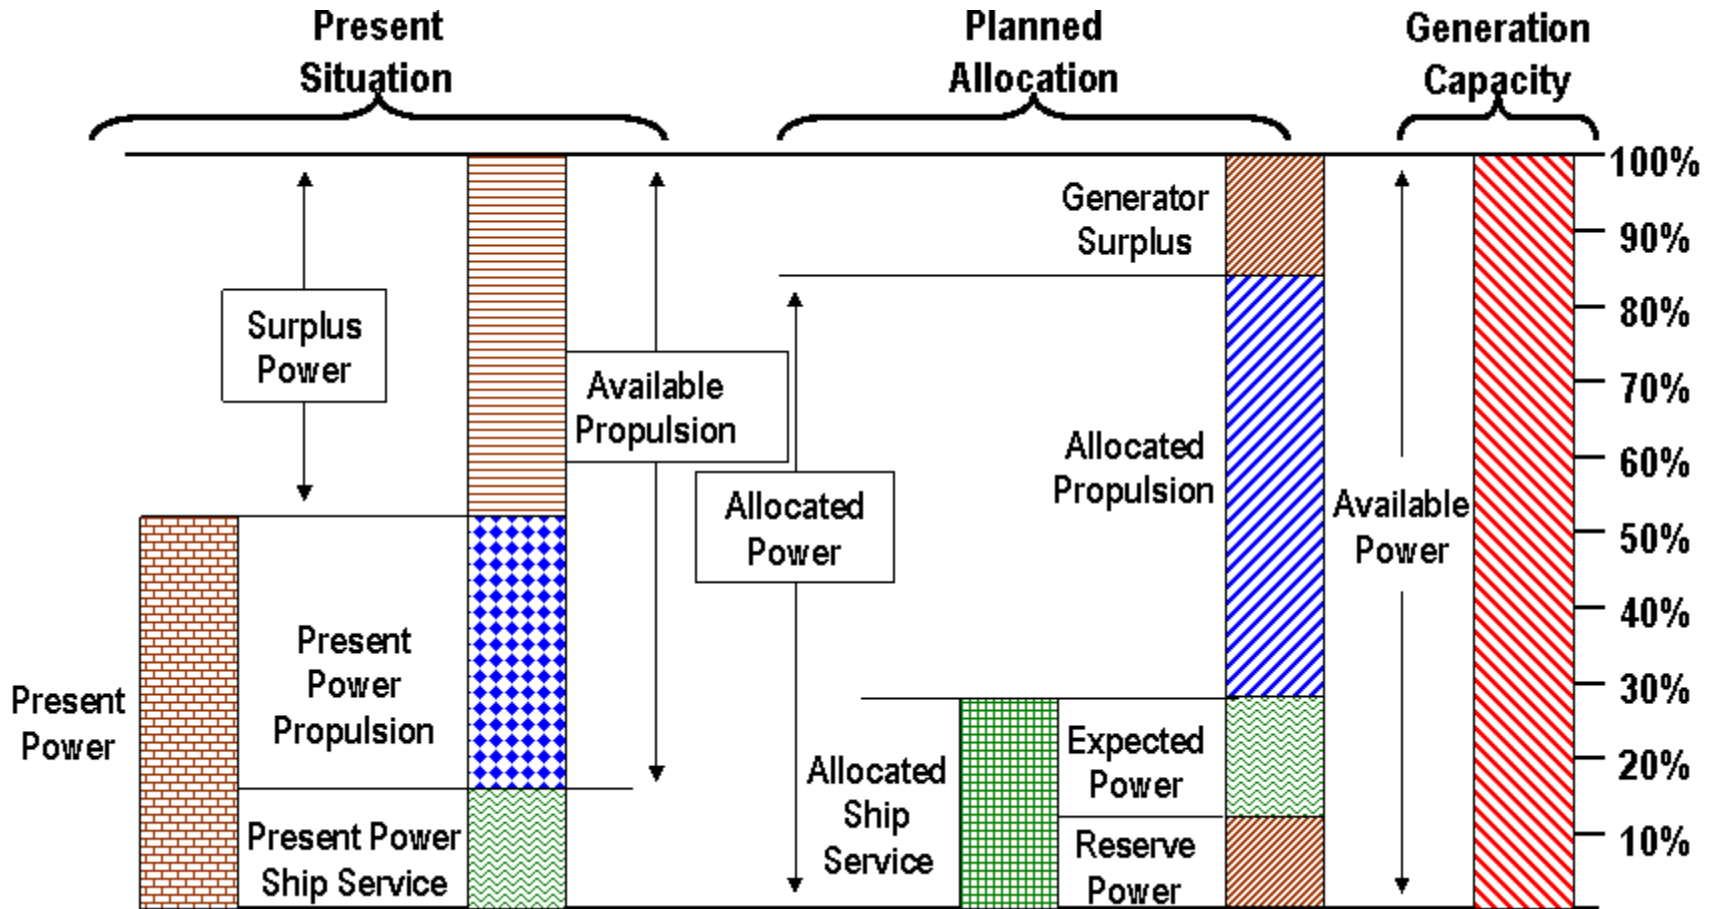 Present
Situation
Planned
Allocation
Generation
Capacity
100%
90%
80%
70%
60%
50%
40%
30%
20%
10%
Surplus
Power
Available
Propulsion
Present
Power
Present
Power
Propulsion
Present Power
Ship Service
Generator
Surplus
Allocated
Power
Allocated
Propulsion
Allocated
Ship
Service
Expected
Power
Reserve
Power
Available
Power